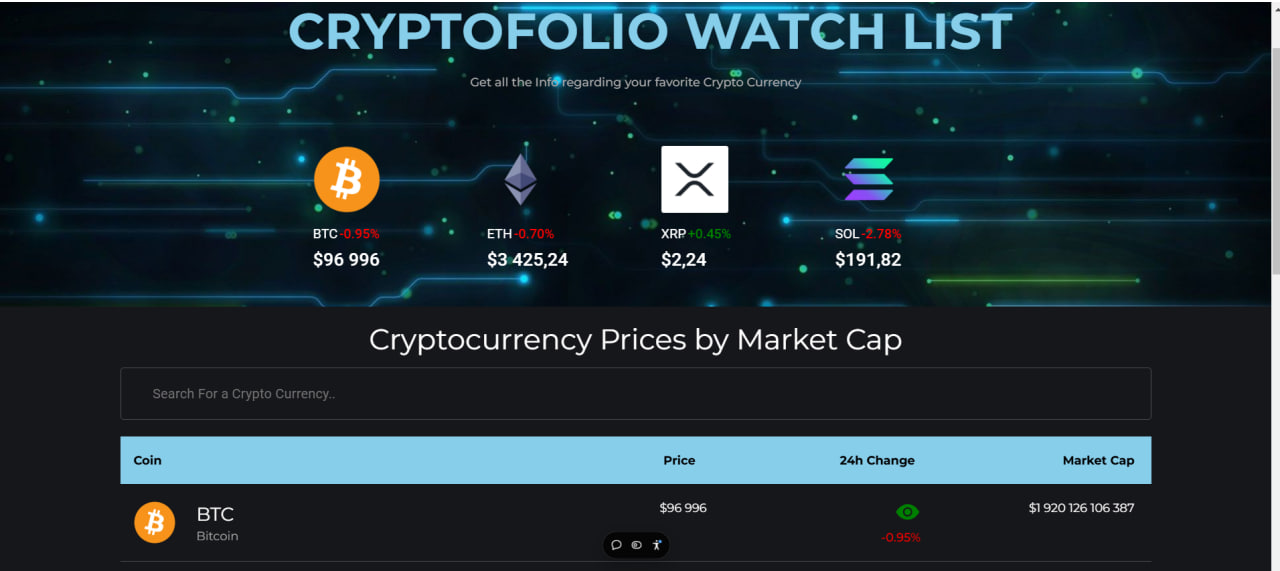 CRYPTOFOLIO WATCH LIST
Get all the Info regarding your favorite Crypto Currency
BTC -0.95% ETH -0.70% XRP +0.45% SOL -2.78%
$96 996 $3 425,24 $2,24 $191,82
Cryptocurrency Prices by Market Cap
Search For a Crypto Currency..
Coin Price 24h Change Market Cap
BTC $96 996 $1 920 126 106 387
Bitcoin -0.95%